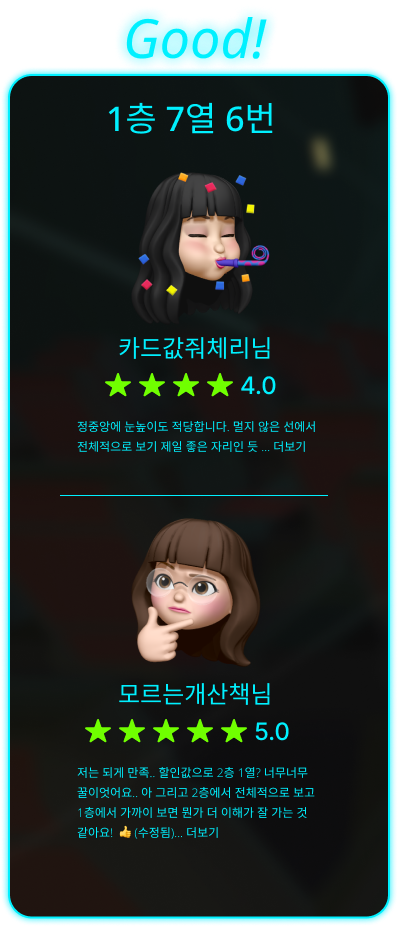 Good!
1층 7열 6번
카드값줘체리님
4.0
정중앙에 눈높이도 적당합니다. 멀지 않은 선에서
전체적으로 보기 제일 좋은 자리인 듯 ... 더보기
모르는개산책님
5.0
저는 되게 만족.. 할인값으로 2층 1열? 너무너무
꿀이엇어요.. 아 그리고 2층에서 전체적으로 보고
1층에서 가까이 보면 뭔가 더 이해가 잘 가는 것
같아요! 👍 (수정됨)... 더보기